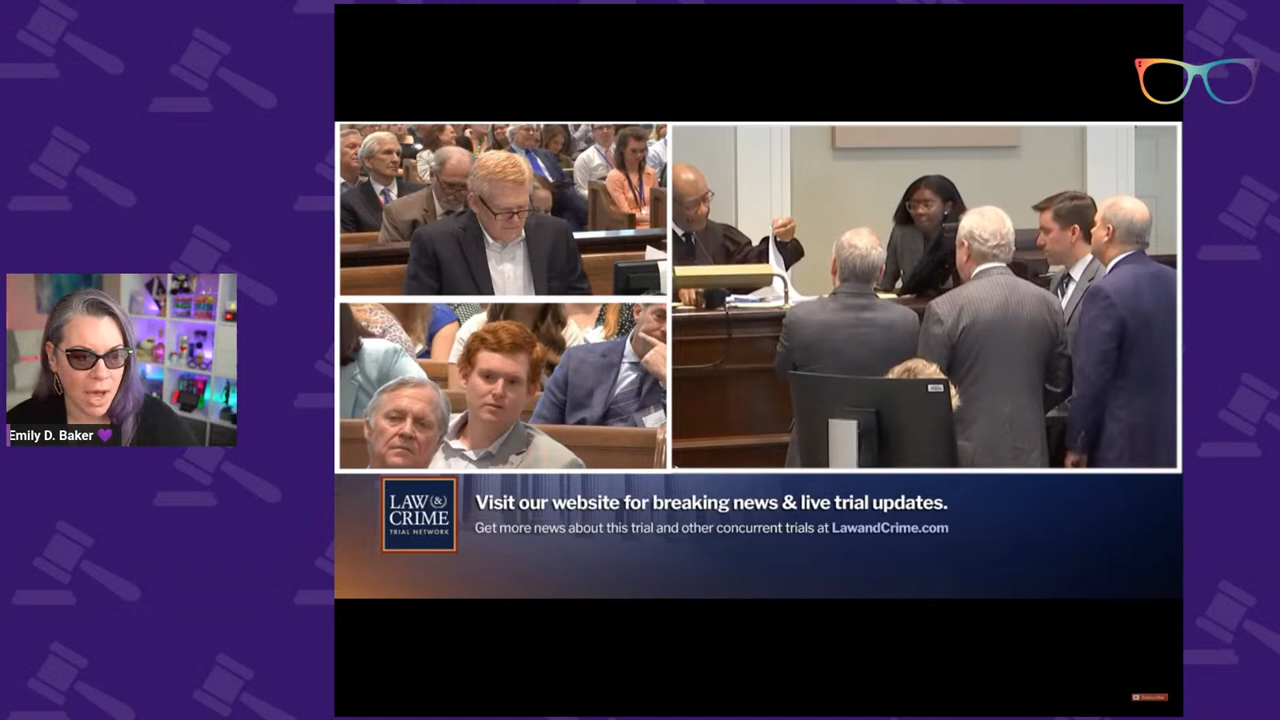 Emily D. Baker 💜
LAW &
CRIME
TRIAL NETWORK
Visit our website for breaking news & live trial updates.
Get more news about this trial and other concurrent trials at LawandCrime.com
Subscribe